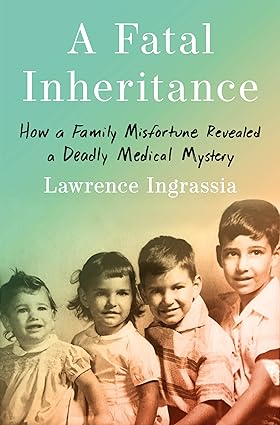 A Fatal
Inheritance
How a Family Misfortune Revealed
a Deadly Medical Mystery
Lawrence Ingrassia